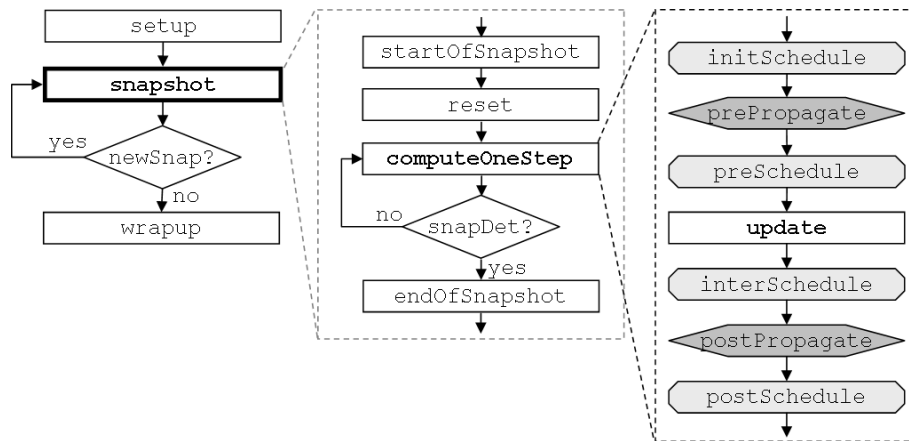 setup
snapshot
yes
newSnap?
no
wrapup
startOfSnapshot
reset
computeOneStep
no
snapDet?
yes
endOfSnapshot
initSchedule
prePropagate
preSchedule
update
interSchedule
postPropagate
postSchedule